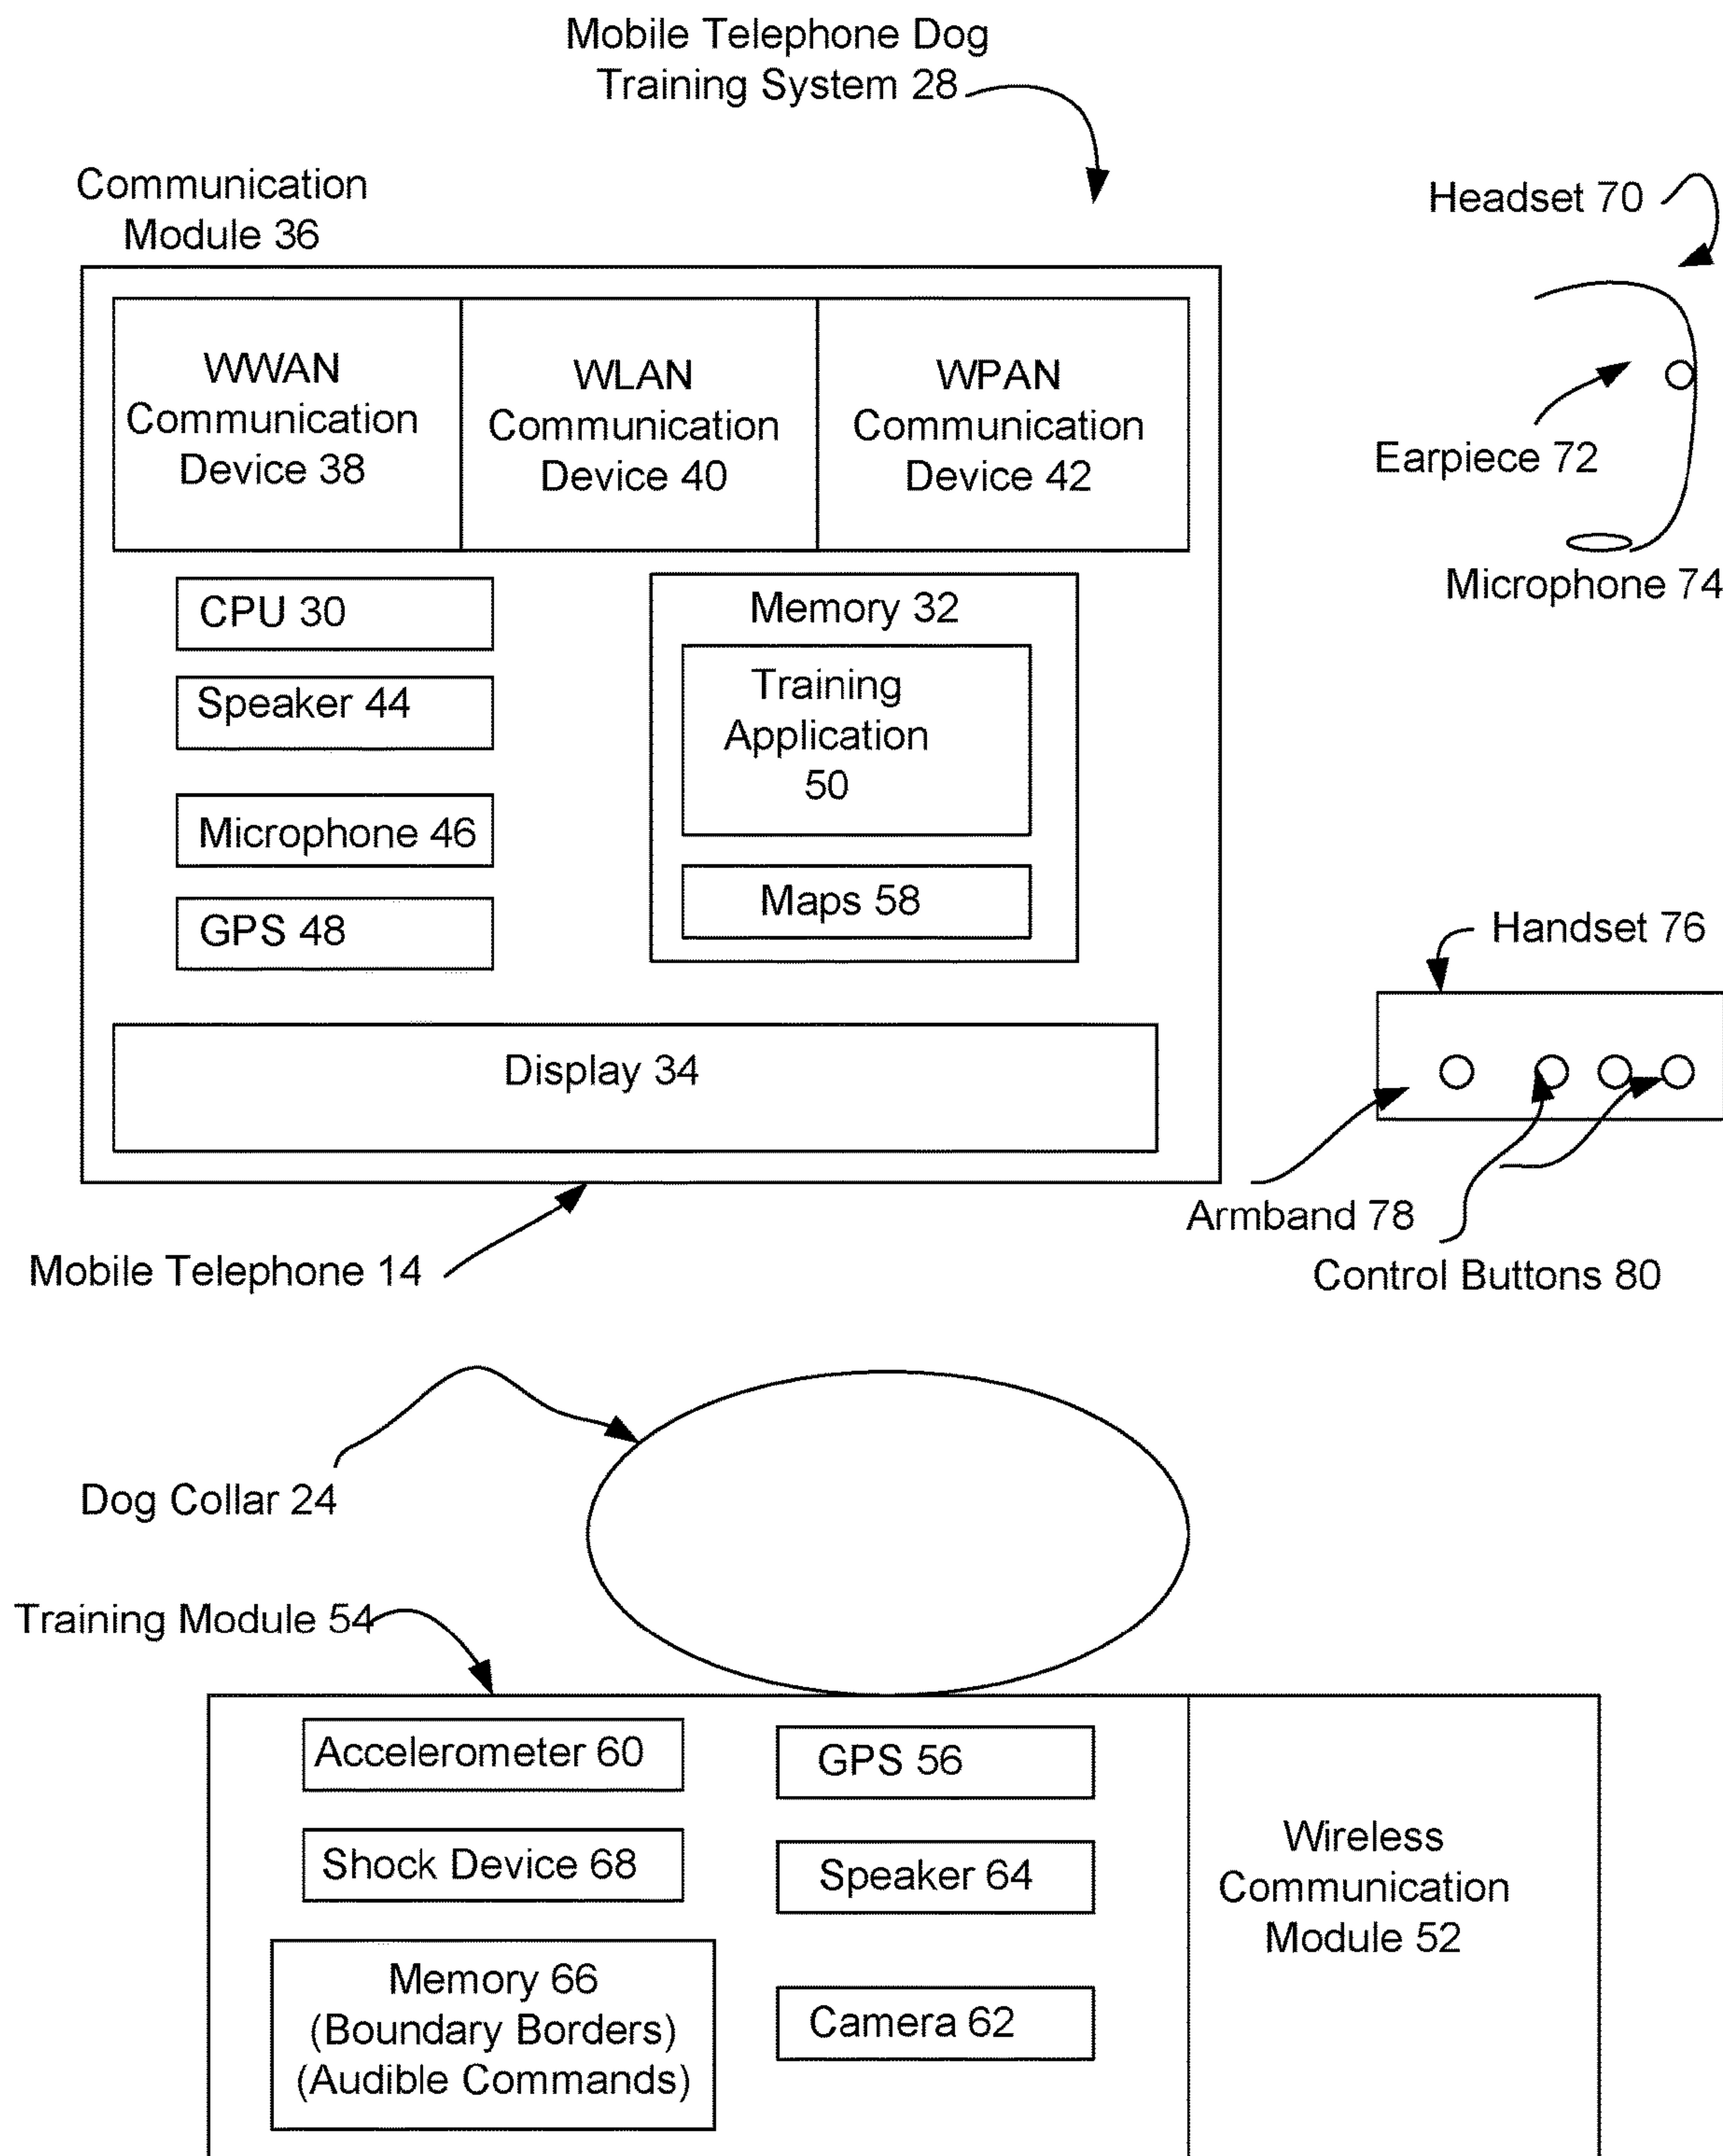 Mobile Telephone Dog
Training System 28
Communication
Module 36
Headset 70
WWAN
Communication
Device 38
WLAN
Communication
Device 40
WPAN
Communication
Device 42
Earpiece 72
Microphone 74
CPU 30
Speaker 44
Microphone 46
GPS 48
Memory 32
Training
Application
50
Maps 58
Handset 76
Display 34
Armband 78
Control Buttons 80
Mobile Telephone 14
Dog Collar 24
Training Module 54
Accelerometer 60
GPS 56
Shock Device 68
Speaker 64
Memory 66
(Boundary Borders)
(Audible Commands)
Camera 62
Wireless
Communication
Module 52